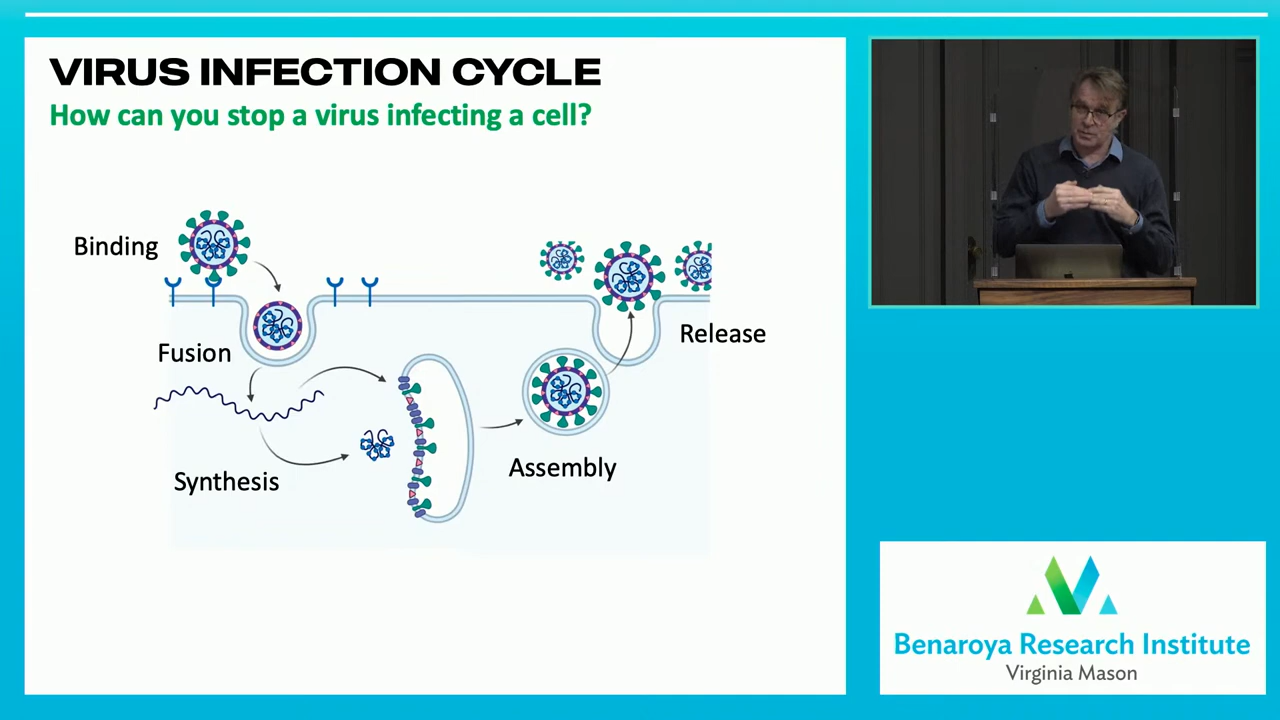 VIRUS INFECTION CYCLE
How can you stop a virus infecting a cell?
Binding
Fusion
Release
Synthesis
Assembly
Benaroya Research Institute
Virginia Mason